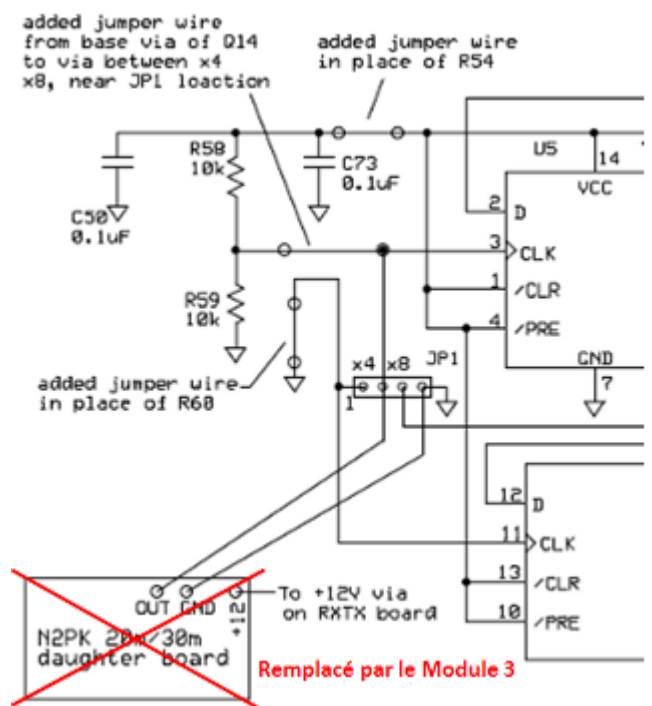 added jumper wire
from base via of Q14
to via between x4
x8, near JP1 loaction
added jumper wire
in place of R54
R58
10k
C73
0.1uF
C50
0.1uF
U5
14
VCC
2
D
3
CLK
1
/CLR
4
/PRE
GND
7
R59
10k
x4 x8
JP1
1
added jumper wire
in place of R60
12
D
11
CLK
13
/CLR
10
/PRE
OUT GND
+12
To +12V via
on RXTX board
N2PK 20m/30m
daughter board
Remplacé par le Module 3